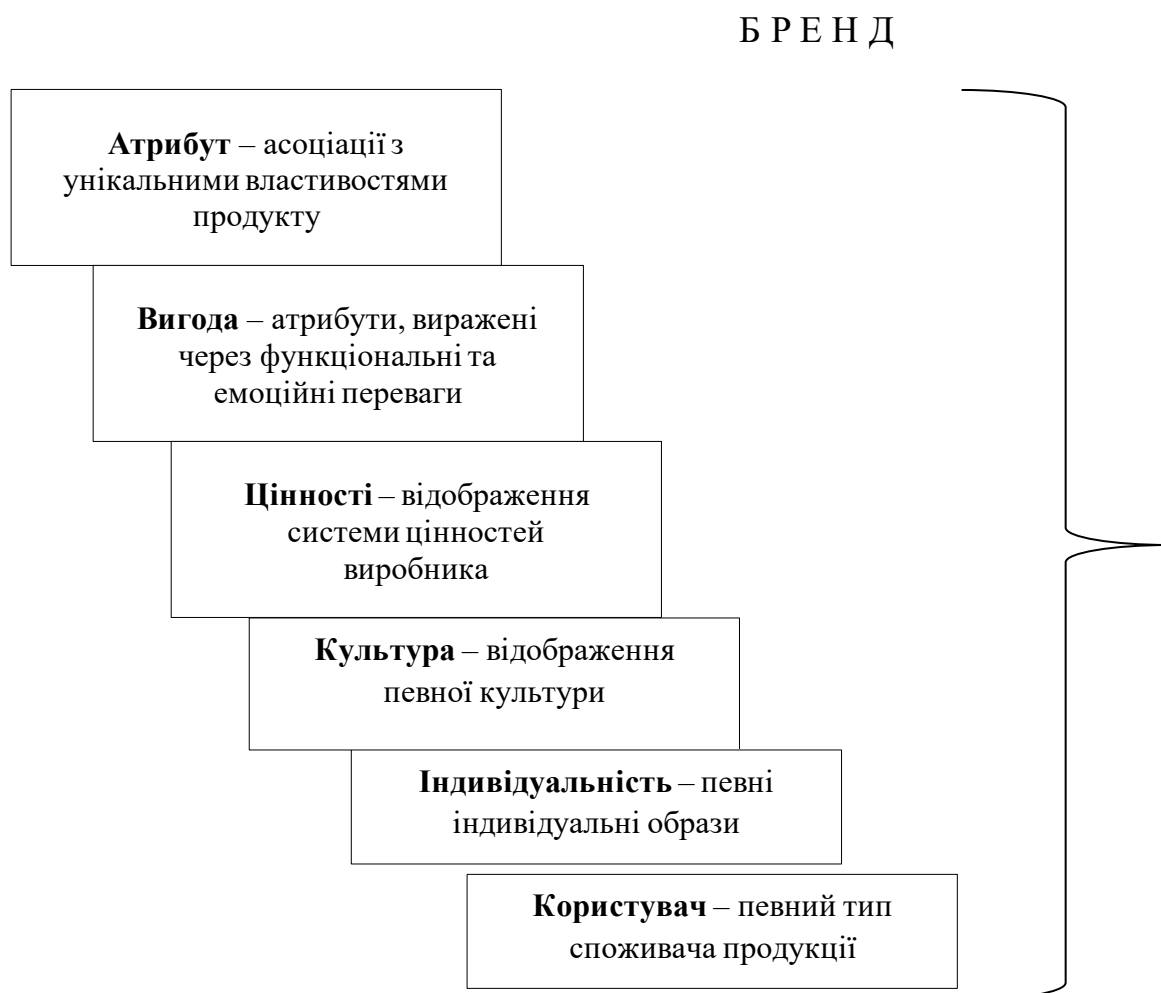 Б Р Е Н Д
Атрибут – асоціації з
унікальними властивостями
продукту
Вигода – атрибути, виражені
через функціональні та
емоційні переваги
Цінності – відображення
системи цінностей
виробника
Культура – відображення
певної культури
Індивідуальність – певні
індивідуальні образи
Користувач – певний тип
споживача продукції